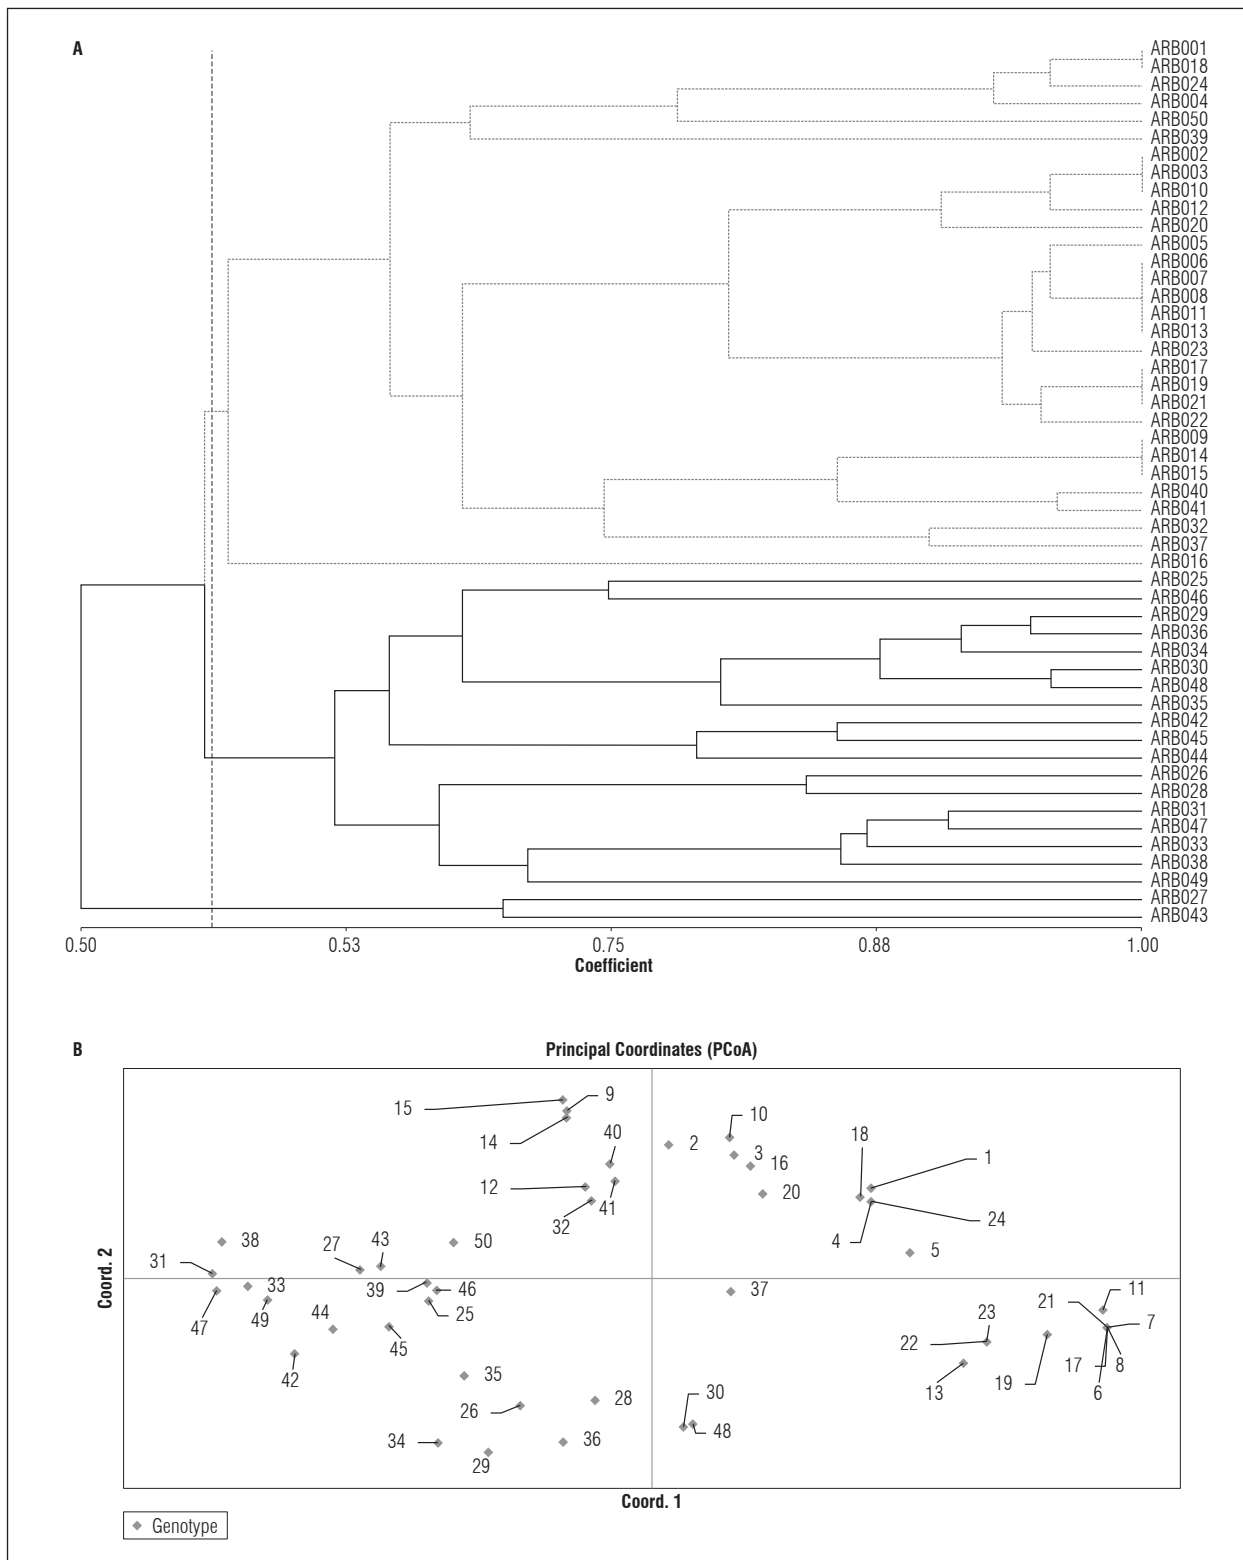 A
ARB001
ARB018
ARB024
ARB004
ARB050
ARB039
ARB002
ARB003
ARB010
ARB012
ARB020
ARB005
ARB006
ARB007
ARB008
ARB011
ARB013
ARB023
ARB017
ARB019
ARB021
ARB022
ARB009
ARB014
ARB015
ARB040
ARB041
ARB032
ARB037
ARB016
ARB025
ARB046
ARB029
ARB036
ARB034
ARB030
ARB048
ARB035
ARB042
ARB045
ARB044
ARB026
ARB028
ARB031
ARB047
ARB033
ARB038
ARB049
ARB027
ARB043
0.50 0.53 0.75 0.88 1.00
Coefficient
B
Principal Coordinates (PCoA)
15 9
14
40
10
2
3
18
1
16
12
20
32 41
24
4
38
27
43
50
5
31
33
39
46
37
47
49
44
25
45
42
21
11
23
7
22
13
19
17
8
6
35
26
28
30
48
34
36
29
Coord. 2
Coord. 1
Genotype